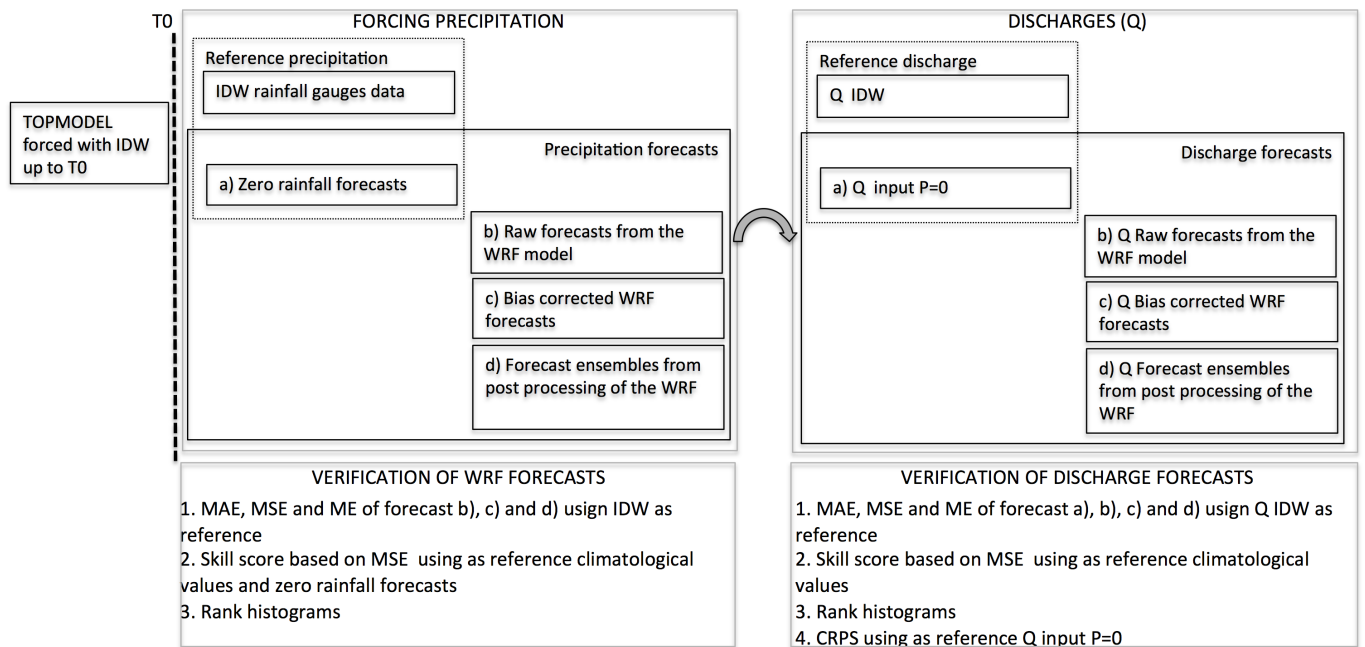 T0
TOPMODEL
forced with IDW
up to T0
FORCING PRECIPITATION
Reference precipitation
IDW rainfall gauges data
Precipitation forecasts
a) Zero rainfall forecasts
b) Raw forecasts from the
WRF model
c) Bias corrected WRF
forecasts
d) Forecast ensembles from
post processing of the WRF
DISCHARGES (Q)
Reference discharge
Q IDW
Discharge forecasts
a) Q input P=0
b) Q Raw forecasts from the
WRF model
c) Q Bias corrected WRF
forecasts
d) Q Forecast ensembles
from post processing of the
WRF
VERIFICATION OF WRF FORECASTS
1. MAE, MSE and ME of forecast b), c) and d) usign IDW as
reference
2. Skill score based on MSE using as reference climatological
values and zero rainfall forecasts
3. Rank histograms
VERIFICATION OF DISCHARGE FORECASTS
1. MAE, MSE and ME of forecast a), b), c) and d) usign Q IDW as
reference
2. Skill score based on MSE using as reference climatological
values
3. Rank histograms
4. CRPS using as reference Q input P=0